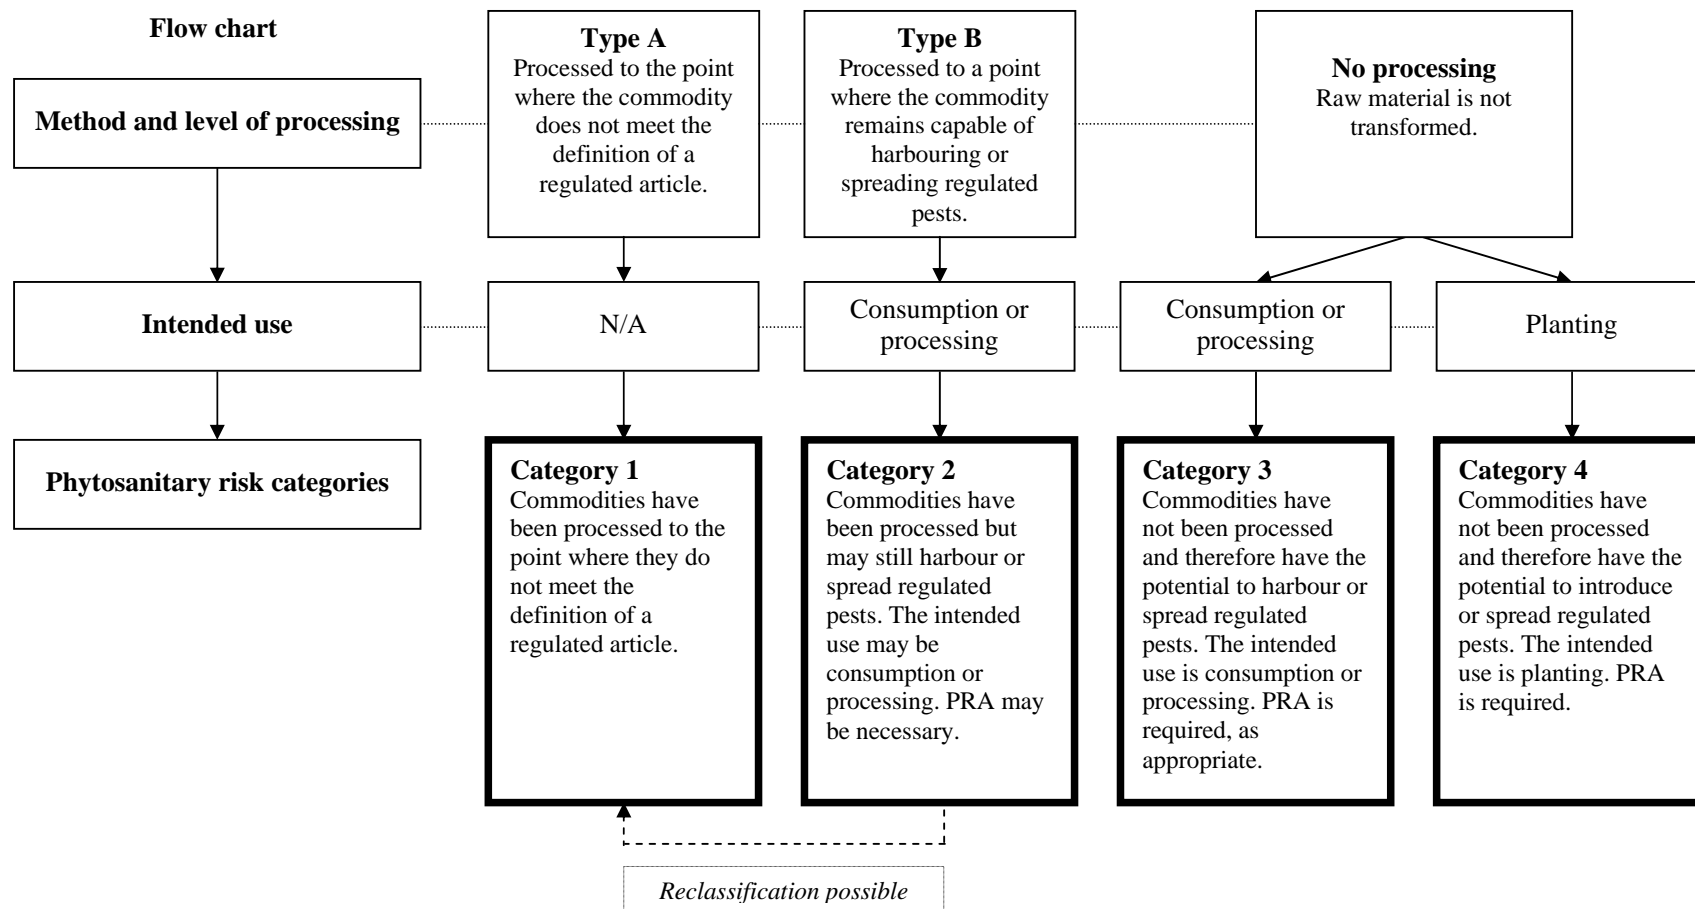 Flow chart
Type A
Processed to the point
where the commodity
does not meet the
definition of a
regulated article.
Type B
Processed to a point
where the commodity
remains capable of
harbouring or
spreading regulated
pests.
No processing
Raw material is not
transformed.
Method and level of processing
Intended use
N/A
Consumption or
processing
Consumption or
processing
Planting
Phytosanitary risk categories
Category 1
Commodities have
been processed to the
point where they do
not meet the
definition of a
regulated article.
Category 2
Commodities have
been processed but
may still harbour or
spread regulated
pests. The intended
use may be
consumption or
processing. PRA may
be necessary.
Category 3
Commodities have
not been processed
and therefore have the
potential to harbour or
spread regulated
pests. The intended
use is consumption or
processing. PRA is
required, as
appropriate.
Category 4
Commodities have
not been processed
and therefore have the
potential to introduce
or spread regulated
pests. The intended
use is planting. PRA
is required.
Reclassification possible